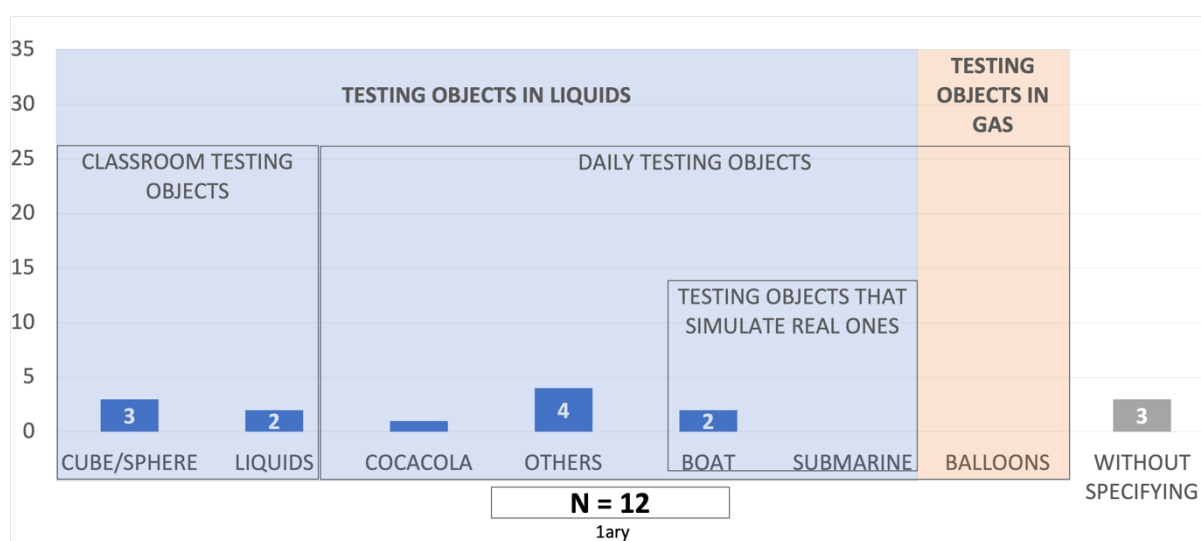 35
30
25
20
15
10
5
0
TESTING OBJECTS IN LIQUIDS
TESTING
OBJECTS IN
GAS
CLASSROOM TESTING
OBJECTS
DAILY TESTING OBJECTS
TESTING OBJECTS THAT
SIMULATE REAL ONES
3
2
4
2
3
CUBE/SPHERE
LIQUIDS
COCACOLA
OTHERS
BOAT
SUBMARINE
BALLOONS
WITHOUT
SPECIFYING
N = 12
1ary